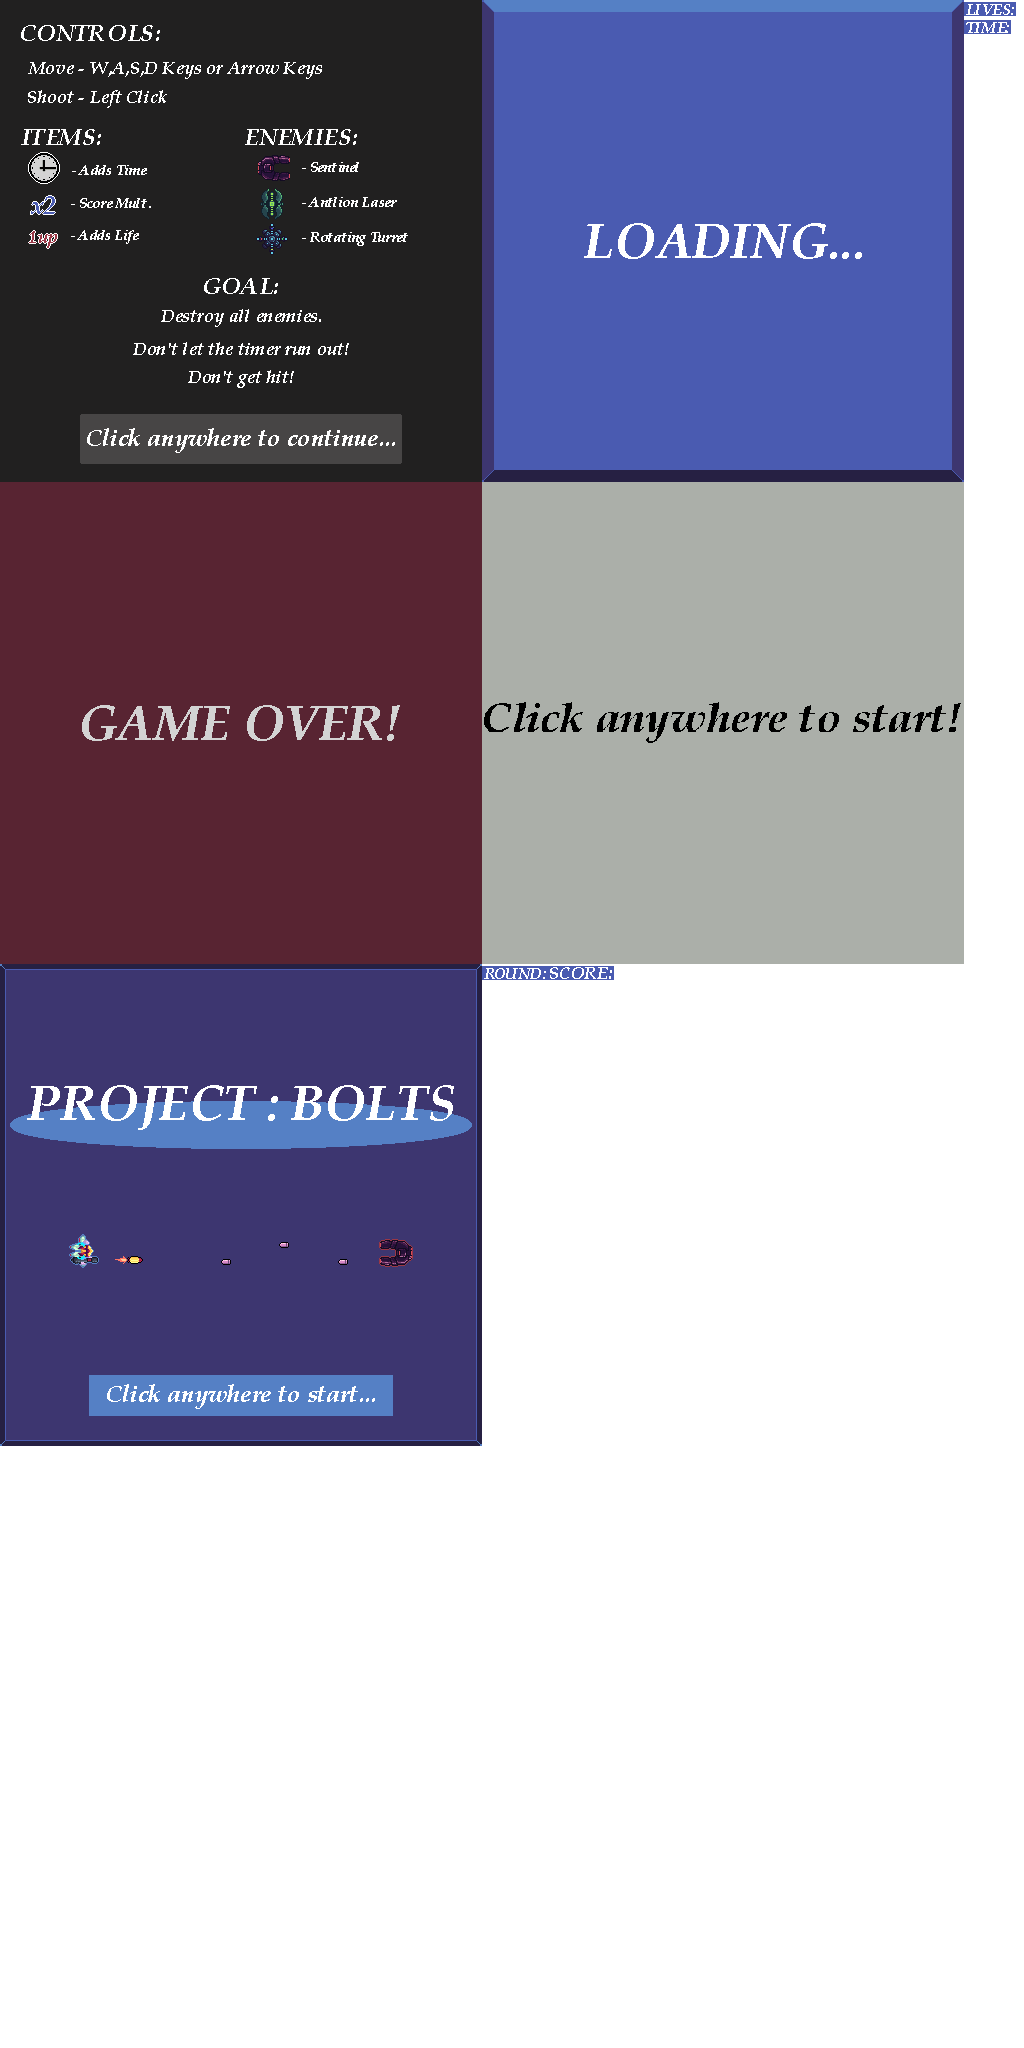 CONTROLS:
Move - W,A,S,D Keys or Arrow Keys
Shoot - Left Click
ITEMS:
- Adds Time
x2 - Score Mult.
1up - Adds Life
ENEMIES:
- Sentinel
- Antlion Laser
- Rotating Turret
GOAL:
Destroy all enemies.
Don't let the timer run out!
Don't get hit!
Click anywhere to continue...
LOADING...
LIVES:
TIME:
GAME OVER!
Click anywhere to start!
PROJECT : BOLTS
Click anywhere to start...
ROUND: SCORE: